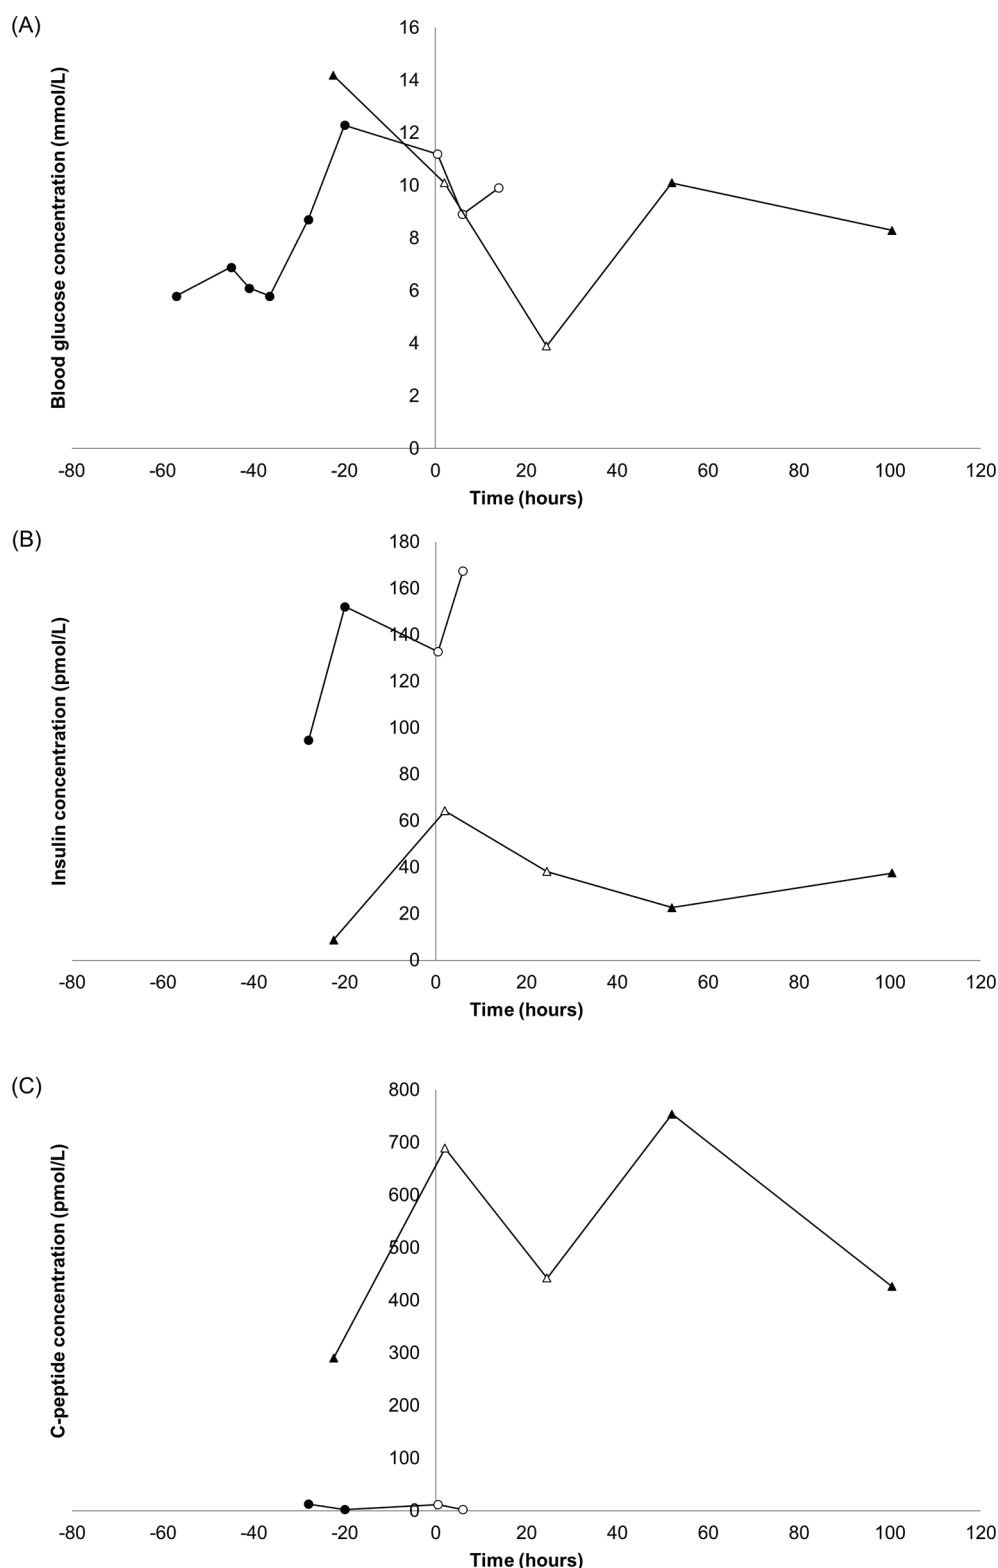 (A)
Blood glucose concentration (mmol/L)
16
14
12
10
8
6
4
2
0
-80 -60 -40 -20 0 20 40 60 80 100 120
Time (hours)
(B)
Insulin concentration (pmol/L)
180
160
140
120
100
80
60
40
20
0
-80 -60 -40 -20 0 20 40 60 80 100 120
Time (hours)
(C)
C-peptide concentration (pmol/L)
800
700
600
500
400
300
200
100
0
-80 -60 -40 -20 0 20 40 60 80 100 120
Time (hours)